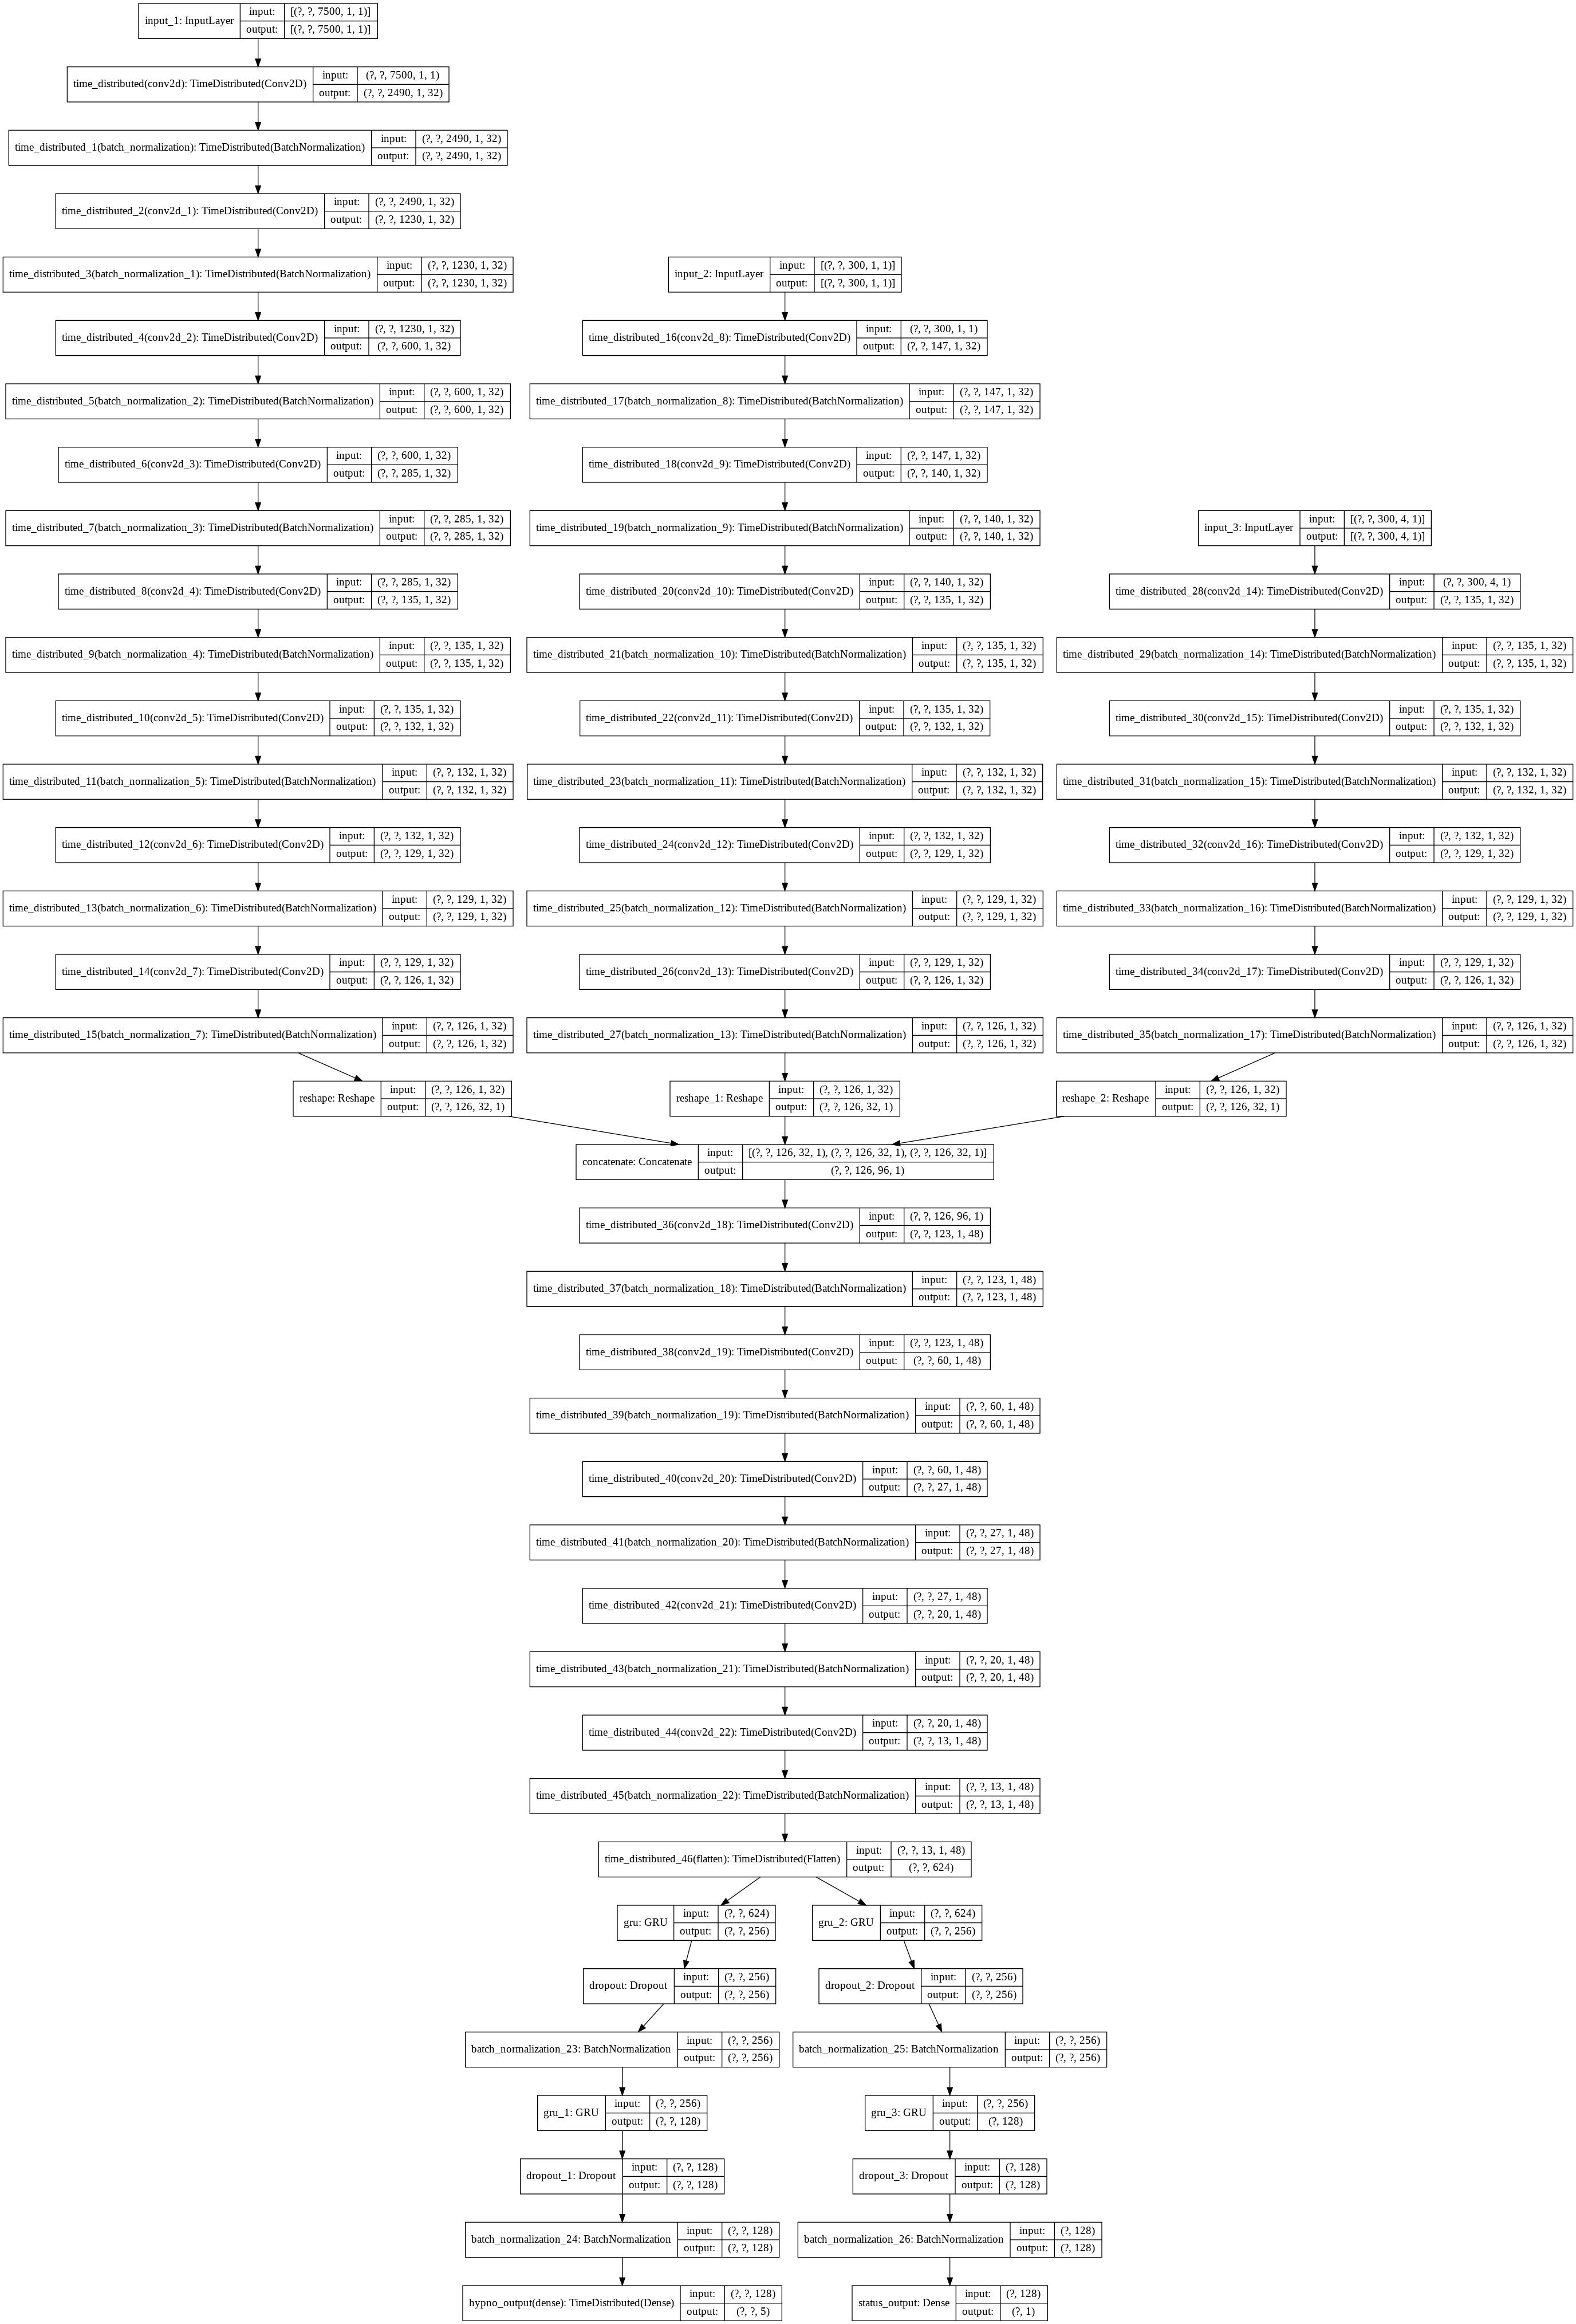 input_1: InputLayer
input: [(?, ?, 7500, 1, 1)]
output: [(?, ?, 7500, 1, 1)]
time_distributed(conv2d): TimeDistributed(Conv2D)
input: (?, ?, 7500, 1, 1)
output: (?, ?, 2490, 1, 32)
time_distributed_1(batch_normalization): TimeDistributed(BatchNormalization)
input: (?, ?, 2490, 1, 32)
output: (?, ?, 2490, 1, 32)
time_distributed_2(conv2d_1): TimeDistributed(Conv2D)
input: (?, ?, 2490, 1, 32)
output: (?, ?, 1230, 1, 32)
time_distributed_3(batch_normalization_1): TimeDistributed(BatchNormalization)
input: (?, ?, 1230, 1, 32)
output: (?, ?, 1230, 1, 32)
time_distributed_4(conv2d_2): TimeDistributed(Conv2D)
input: (?, ?, 1230, 1, 32)
output: (?, ?, 600, 1, 32)
time_distributed_5(batch_normalization_2): TimeDistributed(BatchNormalization)
input: (?, ?, 600, 1, 32)
output: (?, ?, 600, 1, 32)
time_distributed_6(conv2d_3): TimeDistributed(Conv2D)
input: (?, ?, 600, 1, 32)
output: (?, ?, 285, 1, 32)
time_distributed_7(batch_normalization_3): TimeDistributed(BatchNormalization)
input: (?, ?, 285, 1, 32)
output: (?, ?, 285, 1, 32)
time_distributed_8(conv2d_4): TimeDistributed(Conv2D)
input: (?, ?, 285, 1, 32)
output: (?, ?, 135, 1, 32)
time_distributed_9(batch_normalization_4): TimeDistributed(BatchNormalization)
input: (?, ?, 135, 1, 32)
output: (?, ?, 135, 1, 32)
time_distributed_10(conv2d_5): TimeDistributed(Conv2D)
input: (?, ?, 135, 1, 32)
output: (?, ?, 132, 1, 32)
time_distributed_11(batch_normalization_5): TimeDistributed(BatchNormalization)
input: (?, ?, 132, 1, 32)
output: (?, ?, 132, 1, 32)
time_distributed_12(conv2d_6): TimeDistributed(Conv2D)
input: (?, ?, 132, 1, 32)
output: (?, ?, 129, 1, 32)
time_distributed_13(batch_normalization_6): TimeDistributed(BatchNormalization)
input: (?, ?, 129, 1, 32)
output: (?, ?, 129, 1, 32)
time_distributed_14(conv2d_7): TimeDistributed(Conv2D)
input: (?, ?, 129, 1, 32)
output: (?, ?, 126, 1, 32)
time_distributed_15(batch_normalization_7): TimeDistributed(BatchNormalization)
input: (?, ?, 126, 1, 32)
output: (?, ?, 126, 1, 32)
reshape: Reshape
input: (?, ?, 126, 1, 32)
output: (?, ?, 126, 32, 1)
input_2: InputLayer
input: [(?, ?, 300, 1, 1)]
output: [(?, ?, 300, 1, 1)]
time_distributed_16(conv2d_8): TimeDistributed(Conv2D)
input: (?, ?, 300, 1, 1)
output: (?, ?, 147, 1, 32)
time_distributed_17(batch_normalization_8): TimeDistributed(BatchNormalization)
input: (?, ?, 147, 1, 32)
output: (?, ?, 147, 1, 32)
time_distributed_18(conv2d_9): TimeDistributed(Conv2D)
input: (?, ?, 147, 1, 32)
output: (?, ?, 140, 1, 32)
time_distributed_19(batch_normalization_9): TimeDistributed(BatchNormalization)
input: (?, ?, 140, 1, 32)
output: (?, ?, 140, 1, 32)
time_distributed_20(conv2d_10): TimeDistributed(Conv2D)
input: (?, ?, 140, 1, 32)
output: (?, ?, 135, 1, 32)
time_distributed_21(batch_normalization_10): TimeDistributed(BatchNormalization)
input: (?, ?, 135, 1, 32)
output: (?, ?, 135, 1, 32)
time_distributed_22(conv2d_11): TimeDistributed(Conv2D)
input: (?, ?, 135, 1, 32)
output: (?, ?, 132, 1, 32)
time_distributed_23(batch_normalization_11): TimeDistributed(BatchNormalization)
input: (?, ?, 132, 1, 32)
output: (?, ?, 132, 1, 32)
time_distributed_24(conv2d_12): TimeDistributed(Conv2D)
input: (?, ?, 132, 1, 32)
output: (?, ?, 129, 1, 32)
time_distributed_25(batch_normalization_12): TimeDistributed(BatchNormalization)
input: (?, ?, 129, 1, 32)
output: (?, ?, 129, 1, 32)
time_distributed_26(conv2d_13): TimeDistributed(Conv2D)
input: (?, ?, 129, 1, 32)
output: (?, ?, 126, 1, 32)
time_distributed_27(batch_normalization_13): TimeDistributed(BatchNormalization)
input: (?, ?, 126, 1, 32)
output: (?, ?, 126, 1, 32)
reshape_1: Reshape
input: (?, ?, 126, 1, 32)
output: (?, ?, 126, 32, 1)
input_3: InputLayer
input: [(?, ?, 300, 4, 1)]
output: [(?, ?, 300, 4, 1)]
time_distributed_28(conv2d_14): TimeDistributed(Conv2D)
input: (?, ?, 300, 4, 1)
output: (?, ?, 135, 1, 32)
time_distributed_29(batch_normalization_14): TimeDistributed(BatchNormalization)
input: (?, ?, 135, 1, 32)
output: (?, ?, 135, 1, 32)
time_distributed_30(conv2d_15): TimeDistributed(Conv2D)
input: (?, ?, 135, 1, 32)
output: (?, ?, 132, 1, 32)
time_distributed_31(batch_normalization_15): TimeDistributed(BatchNormalization)
input: (?, ?, 132, 1, 32)
output: (?, ?, 132, 1, 32)
time_distributed_32(conv2d_16): TimeDistributed(Conv2D)
input: (?, ?, 132, 1, 32)
output: (?, ?, 129, 1, 32)
time_distributed_33(batch_normalization_16): TimeDistributed(BatchNormalization)
input: (?, ?, 129, 1, 32)
output: (?, ?, 129, 1, 32)
time_distributed_34(conv2d_17): TimeDistributed(Conv2D)
input: (?, ?, 129, 1, 32)
output: (?, ?, 126, 1, 32)
time_distributed_35(batch_normalization_17): TimeDistributed(BatchNormalization)
input: (?, ?, 126, 1, 32)
output: (?, ?, 126, 1, 32)
reshape_2: Reshape
input: (?, ?, 126, 1, 32)
output: (?, ?, 126, 32, 1)
concatenate: Concatenate
input: [(?, ?, 126, 32, 1), (?, ?, 126, 32, 1), (?, ?, 126, 32, 1)]
output: (?, ?, 126, 96, 1)
time_distributed_36(conv2d_18): TimeDistributed(Conv2D)
input: (?, ?, 126, 96, 1)
output: (?, ?, 123, 1, 48)
time_distributed_37(batch_normalization_18): TimeDistributed(BatchNormalization)
input: (?, ?, 123, 1, 48)
output: (?, ?, 123, 1, 48)
time_distributed_38(conv2d_19): TimeDistributed(Conv2D)
input: (?, ?, 123, 1, 48)
output: (?, ?, 60, 1, 48)
time_distributed_39(batch_normalization_19): TimeDistributed(BatchNormalization)
input: (?, ?, 60, 1, 48)
output: (?, ?, 60, 1, 48)
time_distributed_40(conv2d_20): TimeDistributed(Conv2D)
input: (?, ?, 60, 1, 48)
output: (?, ?, 27, 1, 48)
time_distributed_41(batch_normalization_20): TimeDistributed(BatchNormalization)
input: (?, ?, 27, 1, 48)
output: (?, ?, 27, 1, 48)
time_distributed_42(conv2d_21): TimeDistributed(Conv2D)
input: (?, ?, 27, 1, 48)
output: (?, ?, 20, 1, 48)
time_distributed_43(batch_normalization_21): TimeDistributed(BatchNormalization)
input: (?, ?, 20, 1, 48)
output: (?, ?, 20, 1, 48)
time_distributed_44(conv2d_22): TimeDistributed(Conv2D)
input: (?, ?, 20, 1, 48)
output: (?, ?, 13, 1, 48)
time_distributed_45(batch_normalization_22): TimeDistributed(BatchNormalization)
input: (?, ?, 13, 1, 48)
output: (?, ?, 13, 1, 48)
time_distributed_46(flatten): TimeDistributed(Flatten)
input: (?, ?, 13, 1, 48)
output: (?, ?, 624)
gru: GRU
input: (?, ?, 624)
output: (?, ?, 256)
dropout: Dropout
input: (?, ?, 256)
output: (?, ?, 256)
batch_normalization_23: BatchNormalization
input: (?, ?, 256)
output: (?, ?, 256)
gru_1: GRU
input: (?, ?, 256)
output: (?, ?, 128)
dropout_1: Dropout
input: (?, ?, 128)
output: (?, ?, 128)
batch_normalization_24: BatchNormalization
input: (?, ?, 128)
output: (?, ?, 128)
hypno_output(dense): TimeDistributed(Dense)
input: (?, ?, 128)
output: (?, ?, 5)
gru_2: GRU
input: (?, ?, 624)
output: (?, ?, 256)
dropout_2: Dropout
input: (?, ?, 256)
output: (?, ?, 256)
batch_normalization_25: BatchNormalization
input: (?, ?, 256)
output: (?, ?, 256)
gru_3: GRU
input: (?, ?, 256)
output: (?, 128)
dropout_3: Dropout
input: (?, 128)
output: (?, 128)
batch_normalization_26: BatchNormalization
input: (?, 128)
output: (?, 128)
status_output: Dense
input: (?, 128)
output: (?, 1)